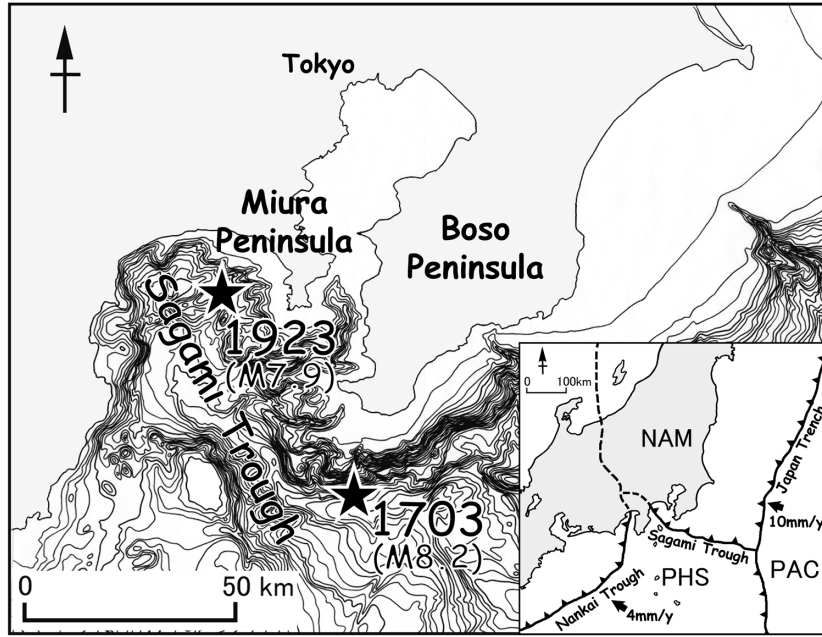 Tokyo
Miura
Peninsula
Boso
Peninsula
Sagami Trough
1923
(M7.9)
1703
(M8.2)
0 50 km
0 100km
NAM
Japan Trench
10mm/y
Sagami Trough
PHS
PAC
Nankai Trough
4mm/y